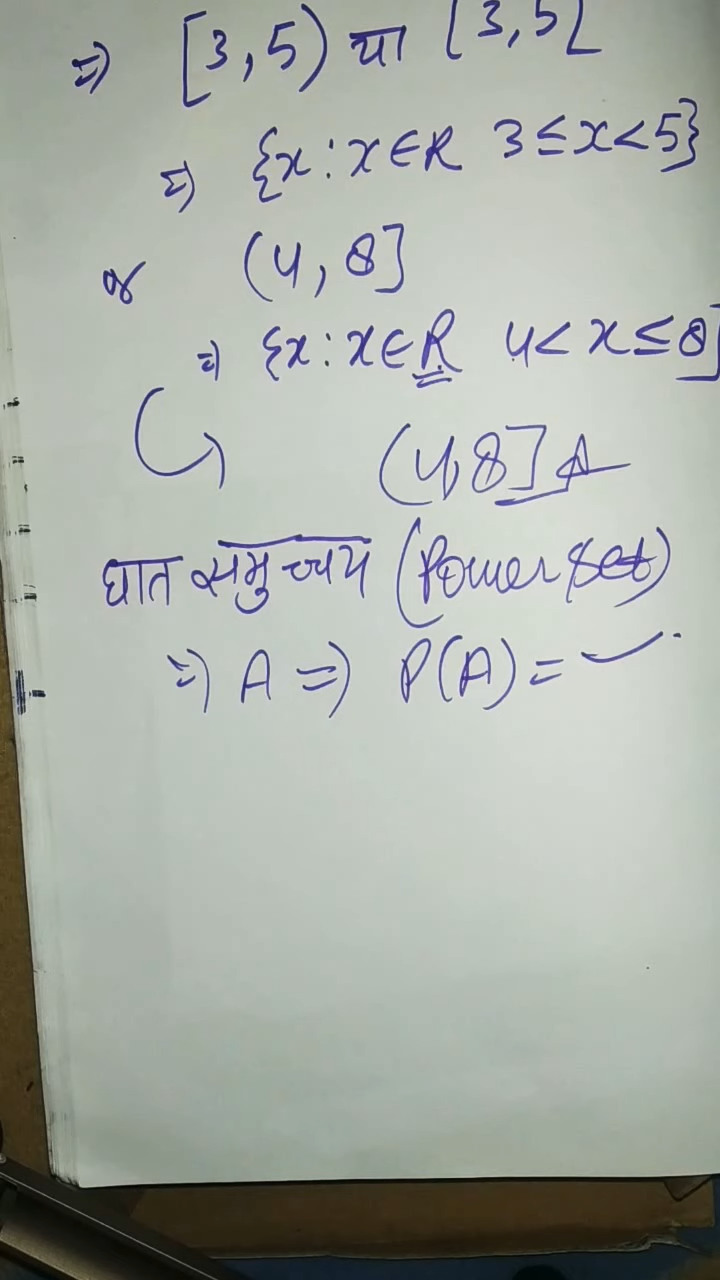 ⇒ [3,5) या [3,5[
⇒ {x:x∈R 3≤x<5}
or (4,8]
⇒ {x:x∈R 4<x≤8]
(4,8] A
घात समुच्चय (Power Set)
⇒ A ⇒ P(A) =